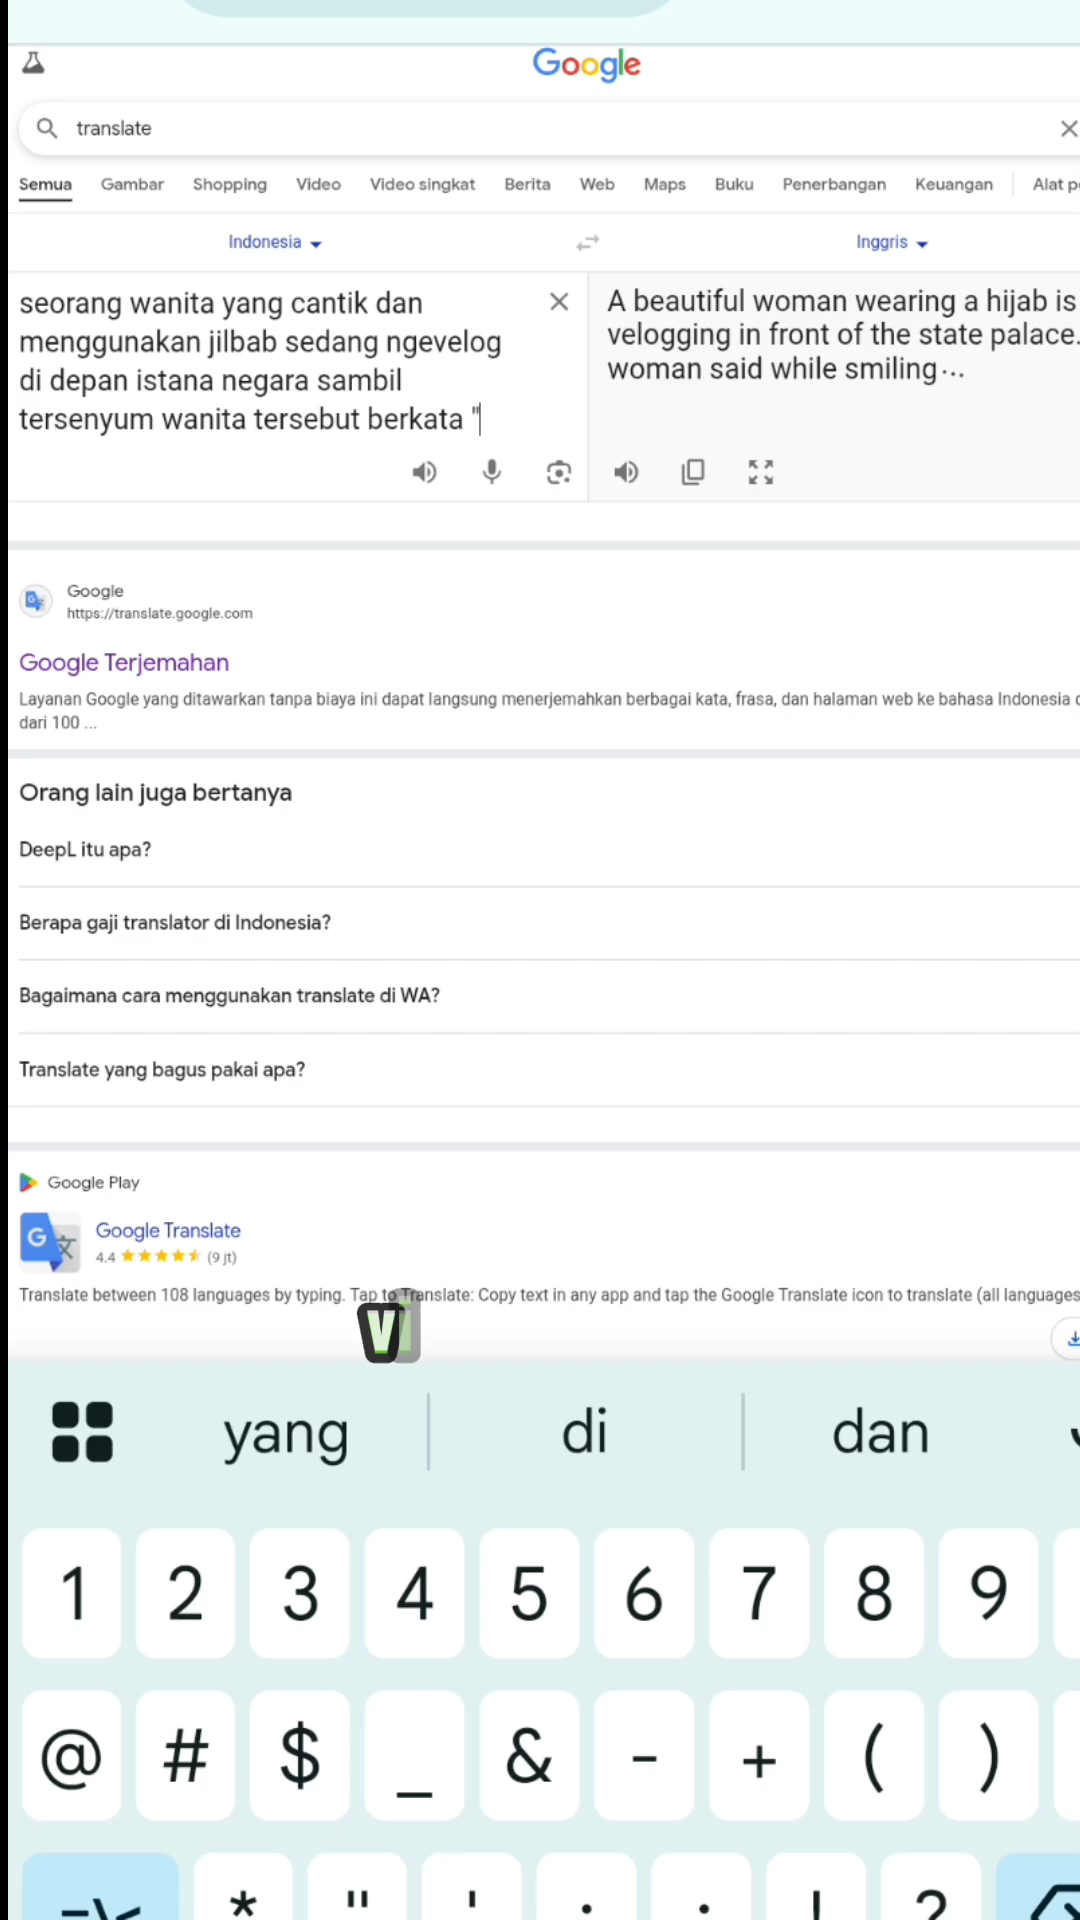 Google
translate
Semua Gambar Shopping Video Video singkat Berita Web Maps Buku Penerbangan Keuangan Alat
Indonesia Inggris
seorang wanita yang cantik dan
menggunakan jilbab sedang ngevelog
di depan istana negara sambil
tersenyum wanita tersebut berkata "
A beautiful woman wearing a hijab is
velogging in front of the state palace.
woman said while smiling...
Google
https://translate.google.com
Google Terjemahan
Layanan Google yang ditawarkan tanpa biaya ini dapat langsung menerjemahkan berbagai kata, frasa, dan halaman web ke bahasa Indonesia
dari 100 ...
Orang lain juga bertanya
DeepL itu apa?
Berapa gaji translator di Indonesia?
Bagaimana cara menggunakan translate di WA?
Translate yang bagus pakai apa?
Google Play
Google Translate
4.4 (9 jt)
Translate between 108 languages by typing. Tap to Translate: Copy text in any app and tap the Google Translate icon to translate (all languages
vi
yang di dan
1 2 3 4 5 6 7 8 9
@ # $ _ & - + ( )
=\< * " ' : ; ! ?